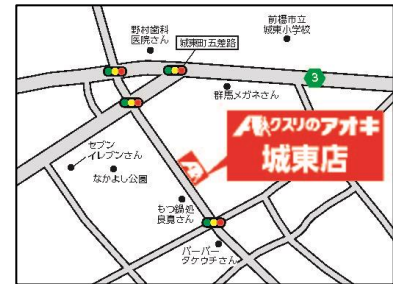 野村歯科
医院さん
城東町五差路
前橋市立
城東小学校
3
群馬メガネさん
クスリのアオキ
城東店
セブン
イレブンさん
なかよし公園
もつ鍋処
良寛さん
バーバー
タケウチさん